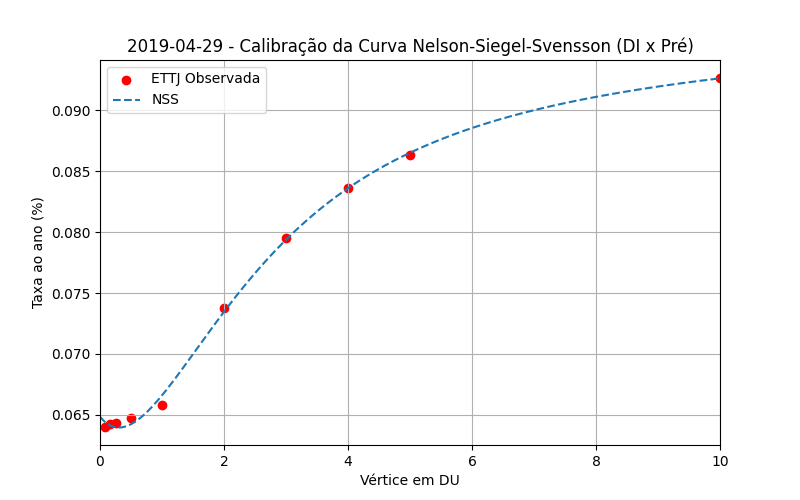 2019-04-29 - Calibração da Curva Nelson-Siegel-Svensson (DI x Pré)
ETTJ Observada
NSS
Taxa ao ano (%)
0.090
0.085
0.080
0.075
0.070
0.065
0 2 4 6 8 10
Vértice em DU